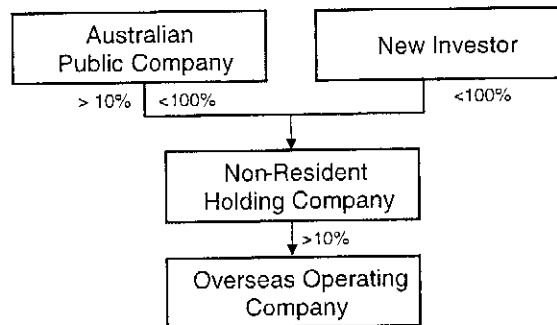 Australian
Public Company
New Investor
> 10%
<100%
<100%
Non-Resident
Holding Company
>10%
Overseas Operating
Company